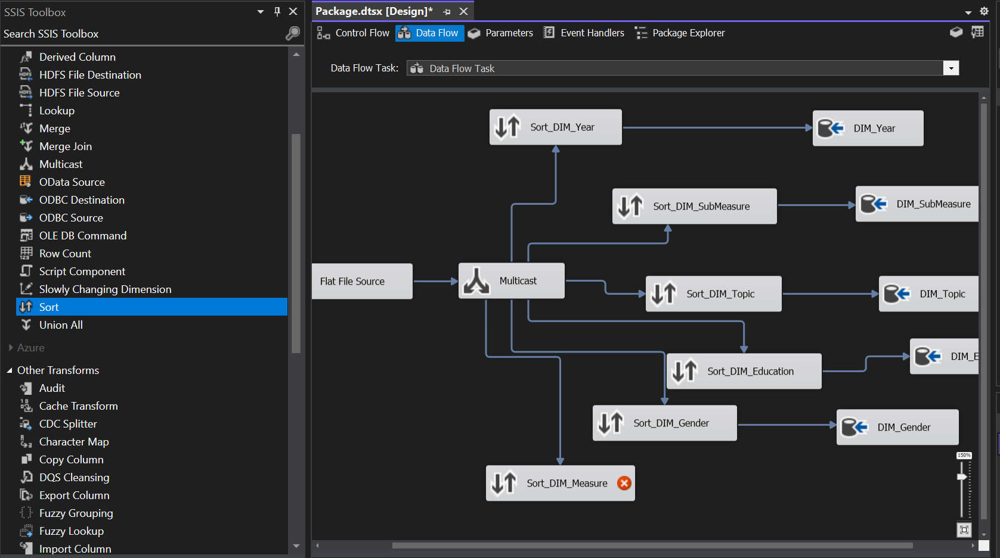 SSIS Toolbox
Search SSIS Toolbox
Derived Column
HDFS File Destination
HDFS File Source
Lookup
Merge
Merge Join
Multicast
OData Source
ODBC Destination
ODBC Source
OLE DB Command
Row Count
Script Component
Slowly Changing Dimension
Sort
Union All
Azure
Other Transforms
Audit
Cache Transform
CDC Splitter
Character Map
Copy Column
DQS Cleansing
Export Column
Fuzzy Grouping
Fuzzy Lookup
Import Column
Package.dtsx [Design]*
Control Flow
Data Flow
Parameters
Event Handlers
Package Explorer
Data Flow Task:
Data Flow Task
Sort_DIM_Year
DIM_Year
Sort_DIM_SubMeasure
DIM_SubMeasure
Flat File Source
Multicast
Sort_DIM_Topic
DIM_Topic
Sort_DIM_Education
DIM_E
Sort_DIM_Gender
DIM_Gender
Sort_DIM_Measure
150%